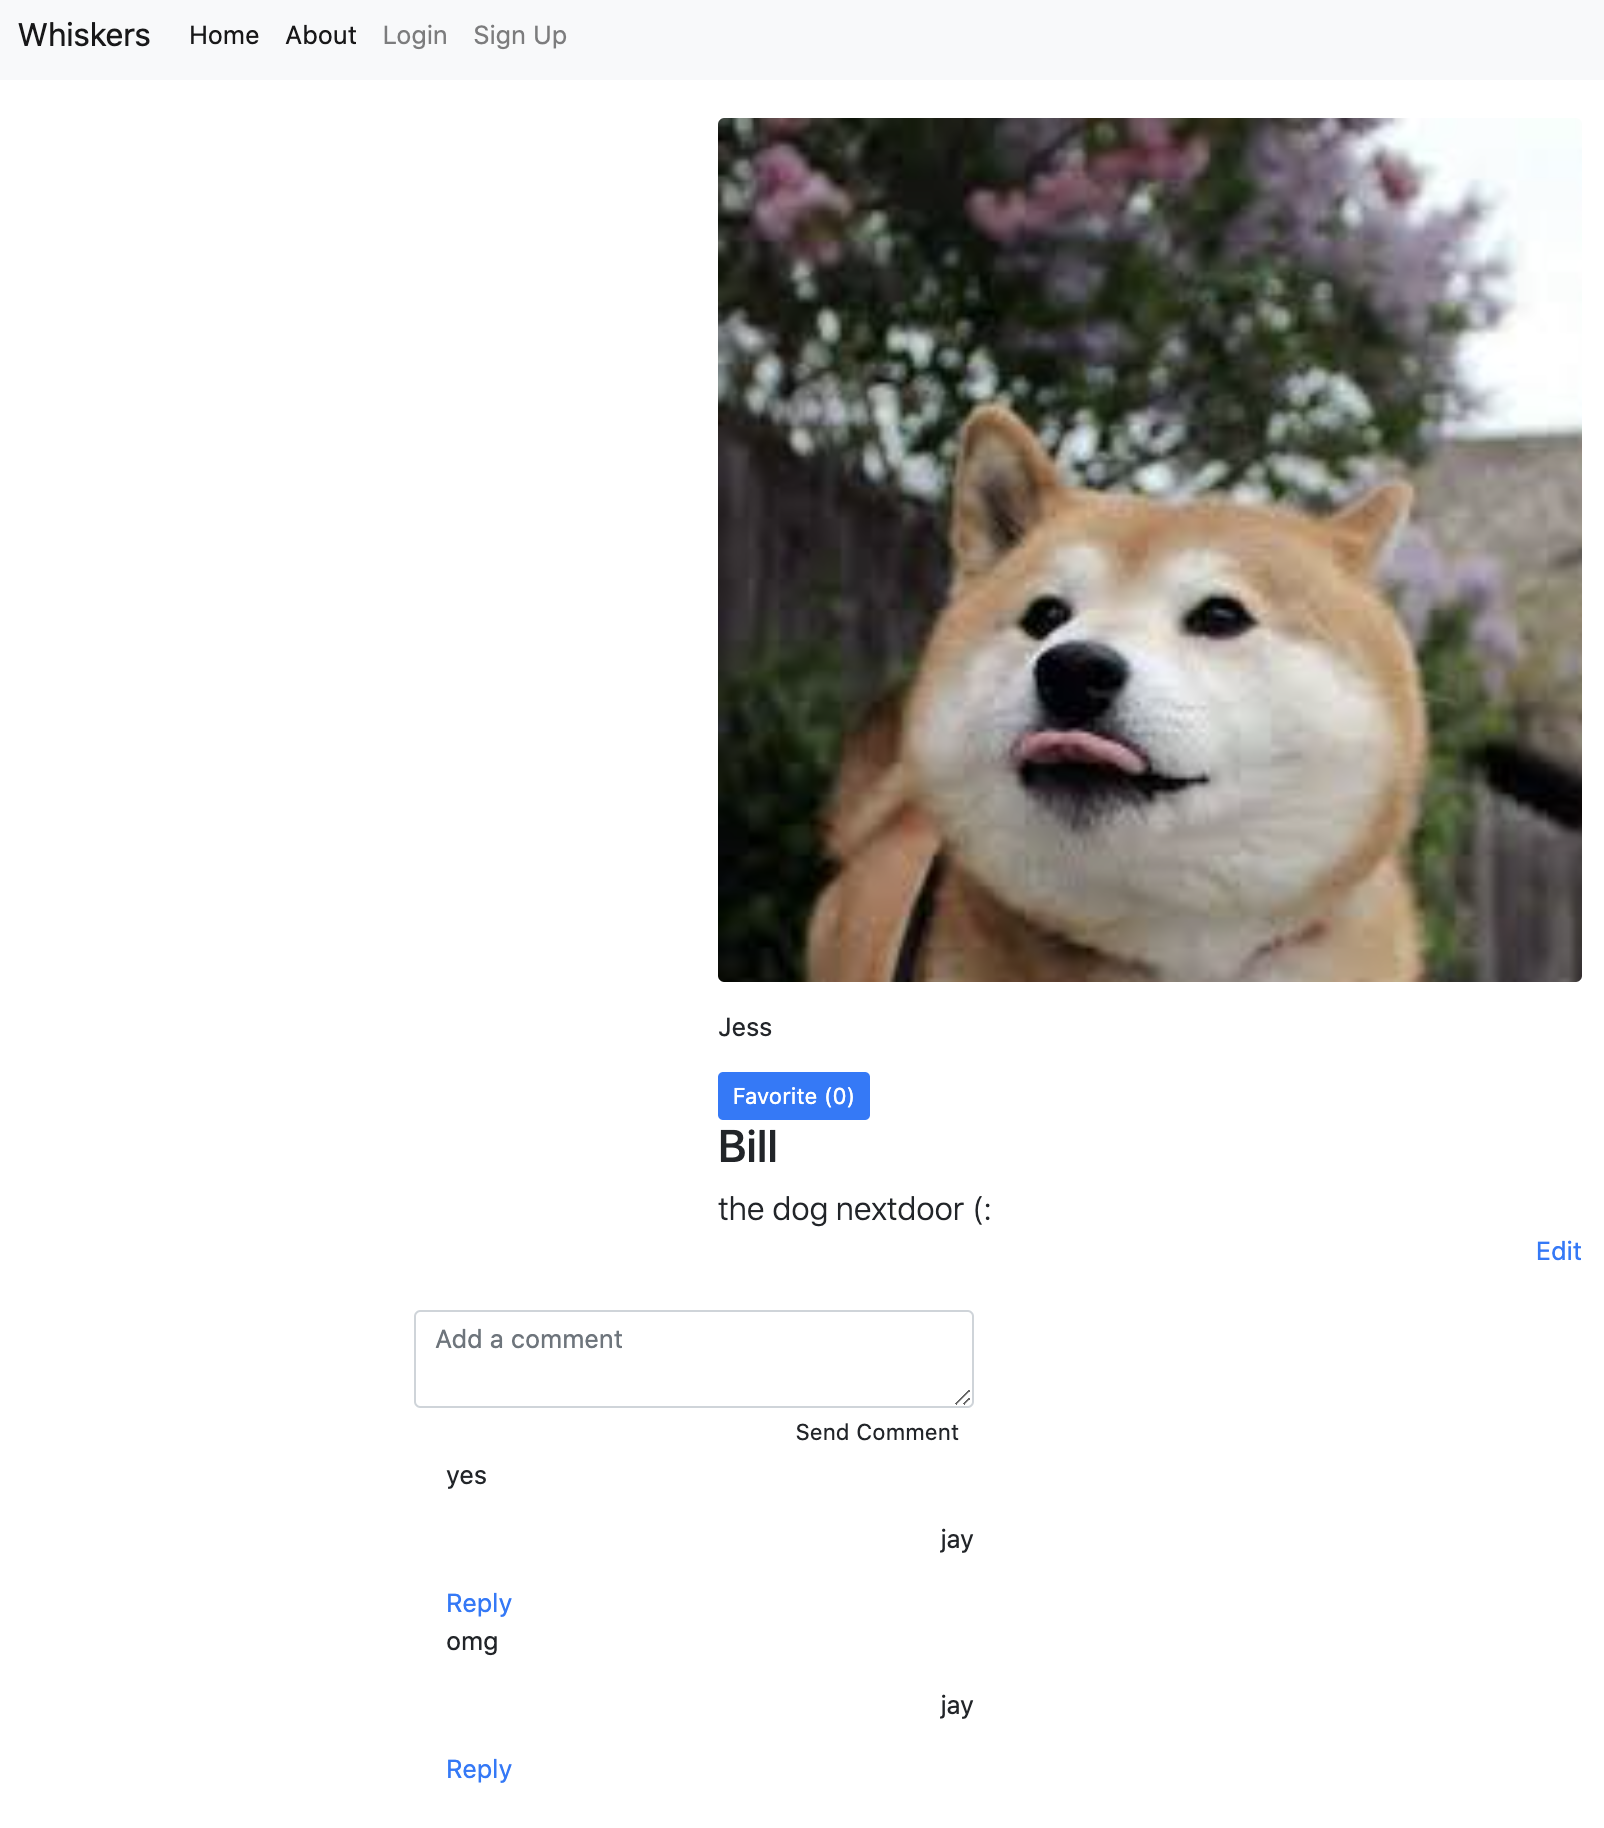 Whiskers Home About Login Sign Up
Jess
Favorite (0)
Bill
the dog nextdoor (:
Edit
Add a comment
Send Comment
yes
jay
Reply
omg
jay
Reply